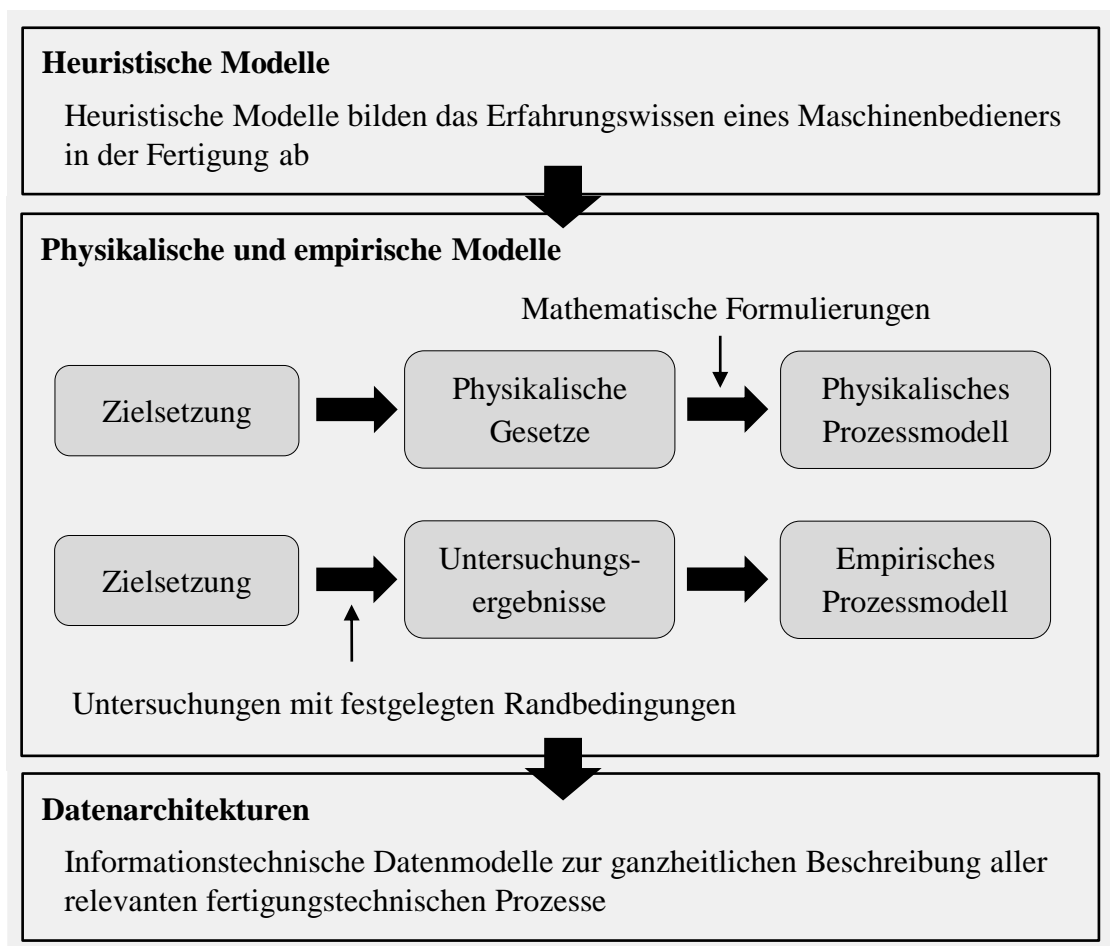 Heuristische Modelle
Heuristische Modelle bilden das Erfahrungswissen eines Maschinenbedieners
in der Fertigung ab
Physikalische und empirische Modelle
Mathematische Formulierungen
Zielsetzung
Physikalische
Gesetze
Physikalisches
Prozessmodell
Zielsetzung
Untersuchungs-
ergebnisse
Empirisches
Prozessmodell
Untersuchungen mit festgelegten Randbedingungen
Datenarchitekturen
Informationstechnische Datenmodelle zur ganzheitlichen Beschreibung aller
relevanten fertigungstechnischen Prozesse